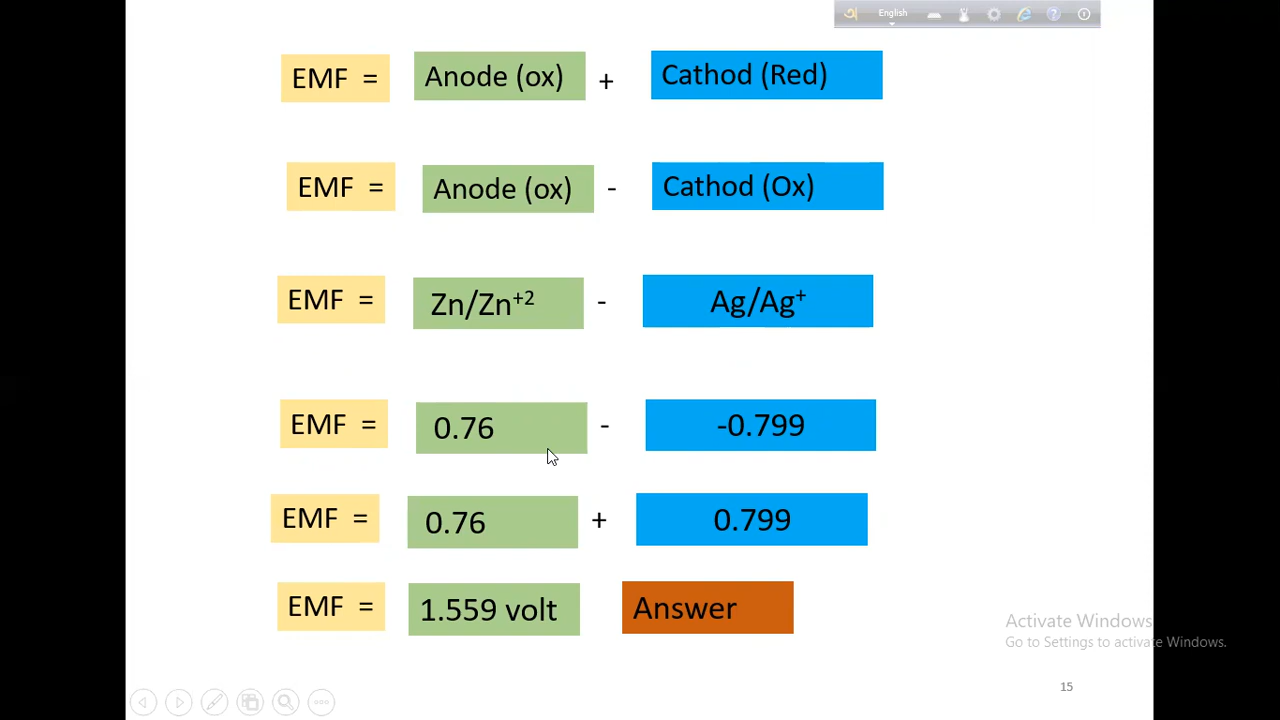 English
EMF = Anode (ox) + Cathod (Red)
EMF = Anode (ox) - Cathod (Ox)
EMF = Zn/Zn⁺² - Ag/Ag⁺
EMF = 0.76 - -0.799
EMF = 0.76 + 0.799
EMF = 1.559 volt Answer
Activate Windows
Go to Settings to activate Windows.
15